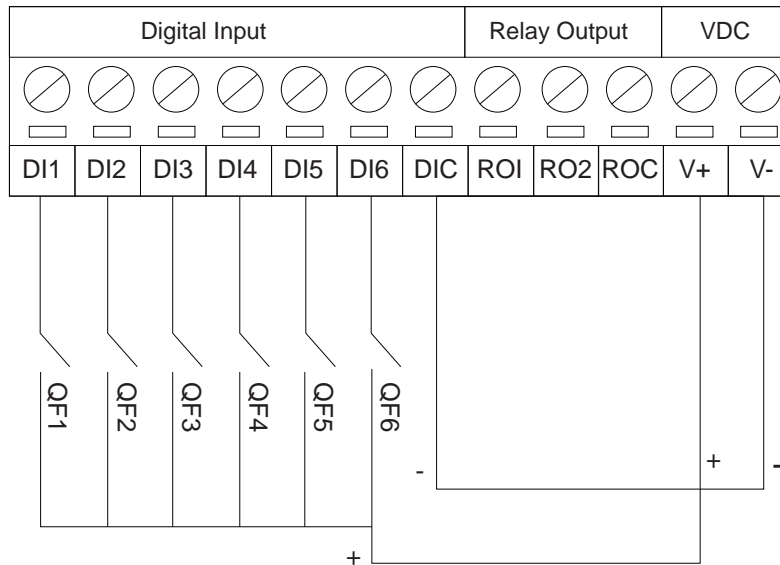 Digital Input Relay Output VDC
DI1 DI2 DI3 DI4 DI5 DI6 DIC ROI RO2 ROC V+ V-
QF1 QF2 QF3 QF4 QF5 QF6
- + -
+